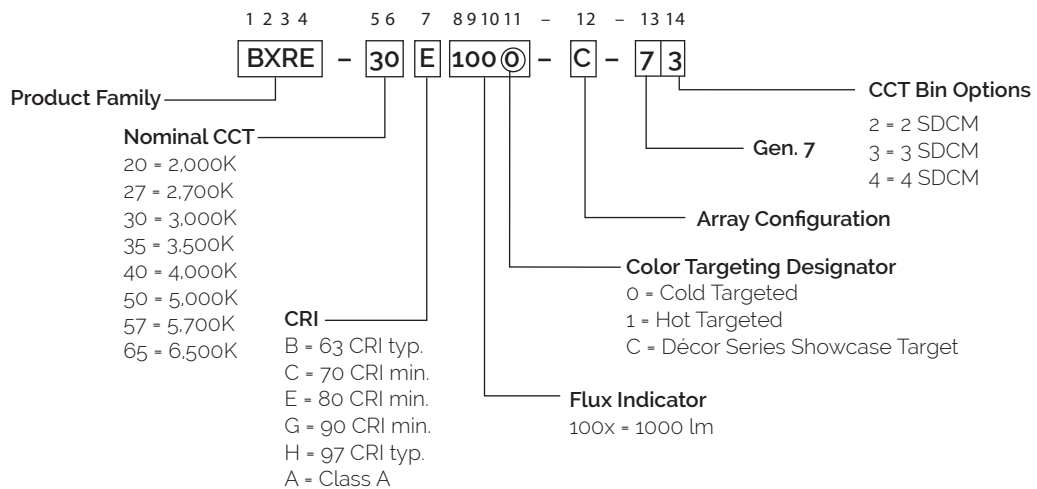 1 2 3 4 5 6 7 8 9 10 11 – 12 – 13 14
BXRE – 30 E 100 0 – C – 7 3
Product Family
Nominal CCT
20 = 2,000K
27 = 2,700K
30 = 3,000K
35 = 3,500K
40 = 4,000K
50 = 5,000K
57 = 5,700K
65 = 6,500K
CRI
B = 63 CRI typ.
C = 70 CRI min.
E = 80 CRI min.
G = 90 CRI min.
H = 97 CRI typ.
A = Class A
Flux Indicator
100x = 1000 lm
Color Targeting Designator
0 = Cold Targeted
1 = Hot Targeted
C = Décor Series Showcase Target
Array Configuration
Gen. 7
CCT Bin Options
2 = 2 SDCM
3 = 3 SDCM
4 = 4 SDCM